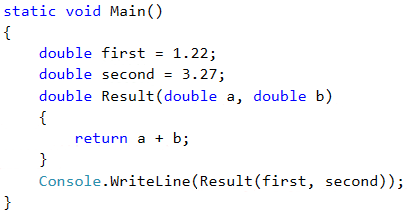 static void Main()
{
    double first = 1.22;
    double second = 3.27;
    double Result(double a, double b)
    {
        return a + b;
    }
    Console.WriteLine(Result(first, second));
}